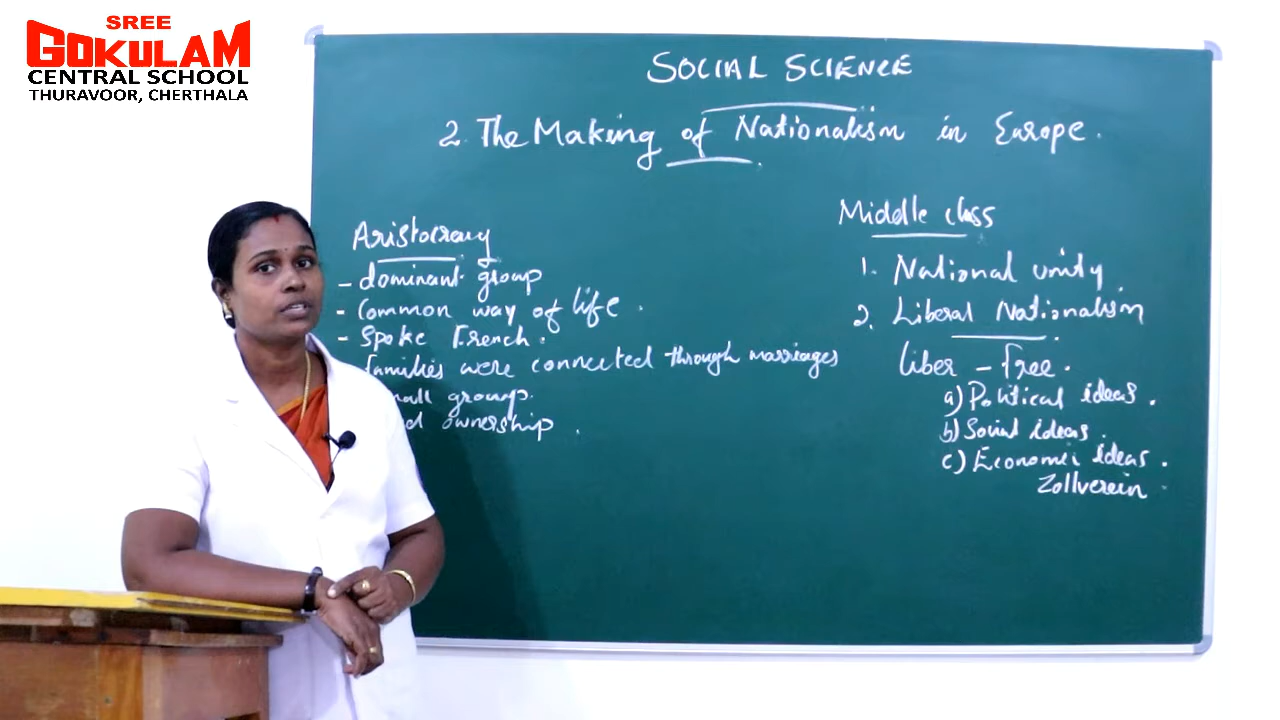 SREE
GOKULAM
CENTRAL SCHOOL
THURAVOOR, CHERTHALA
SOCIAL SCIENCE
2. The Making of Nationalism in Europe.
Aristocracy
- dominant group
- Common way of life.
- Spoke French.
families were connected through marriages
group.
ownership.
Middle class
1. National unity
2. Liberal Nationalism
liber - free.
a) Political ideas.
b) Social ideas.
c) Economic ideas.
Zollverein